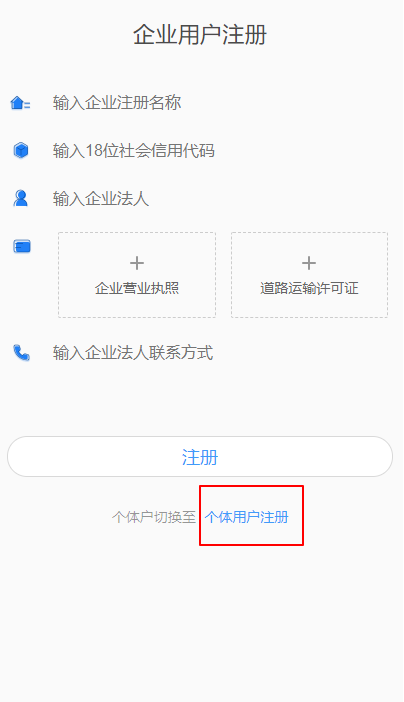 企业用户注册
输入企业注册名称
输入18位社会信用代码
输入企业法人
企业营业执照 道路运输许可证
输入企业法人联系方式
注册
个体户切换至 个体用户注册